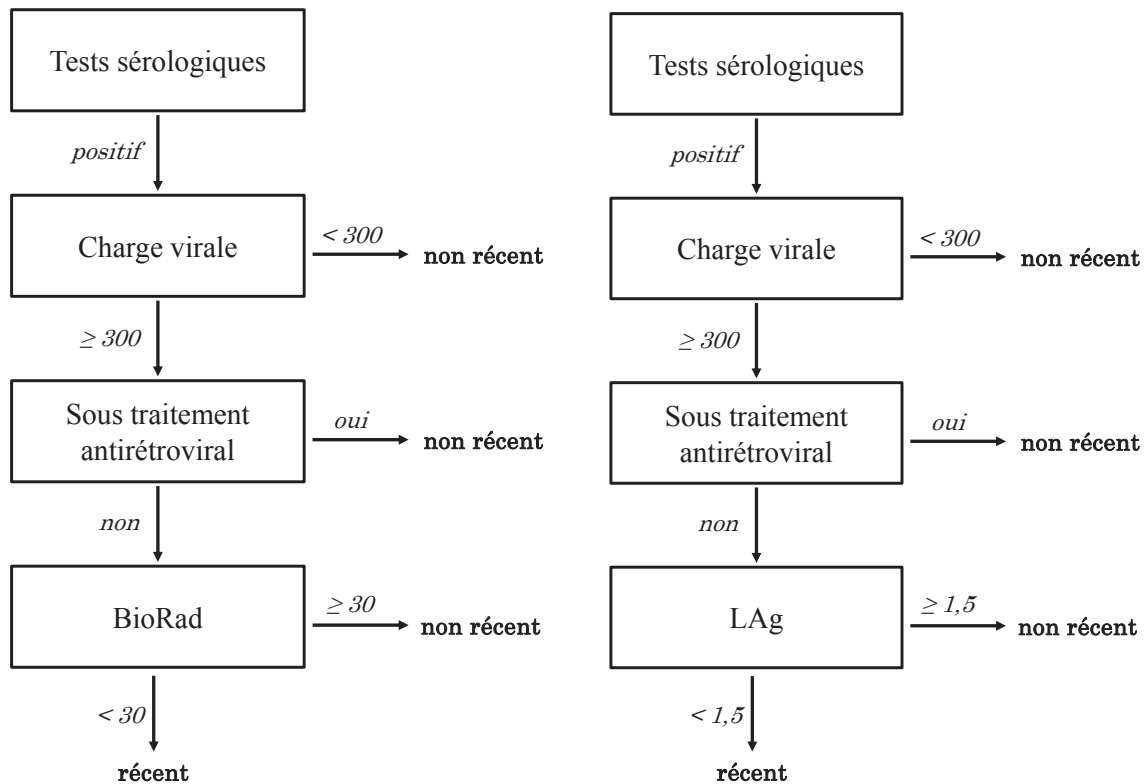 Tests sérologiques
positif
Charge virale
< 300
non récent
≥ 300
Sous traitement
antirétroviral
oui
non récent
non
BioRad
≥ 30
non récent
< 30
récent
Tests sérologiques
positif
Charge virale
< 300
non récent
≥ 300
Sous traitement
antirétroviral
oui
non récent
non
LAg
≥ 1,5
non récent
< 1,5
récent